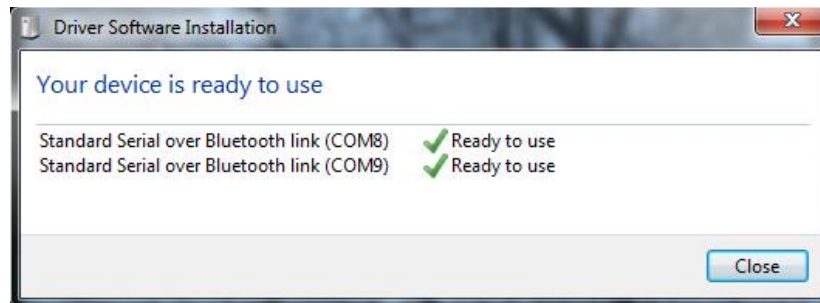 Driver Software Installation
Your device is ready to use
Standard Serial over Bluetooth link (COM8) Ready to use
Standard Serial over Bluetooth link (COM9) Ready to use
Close